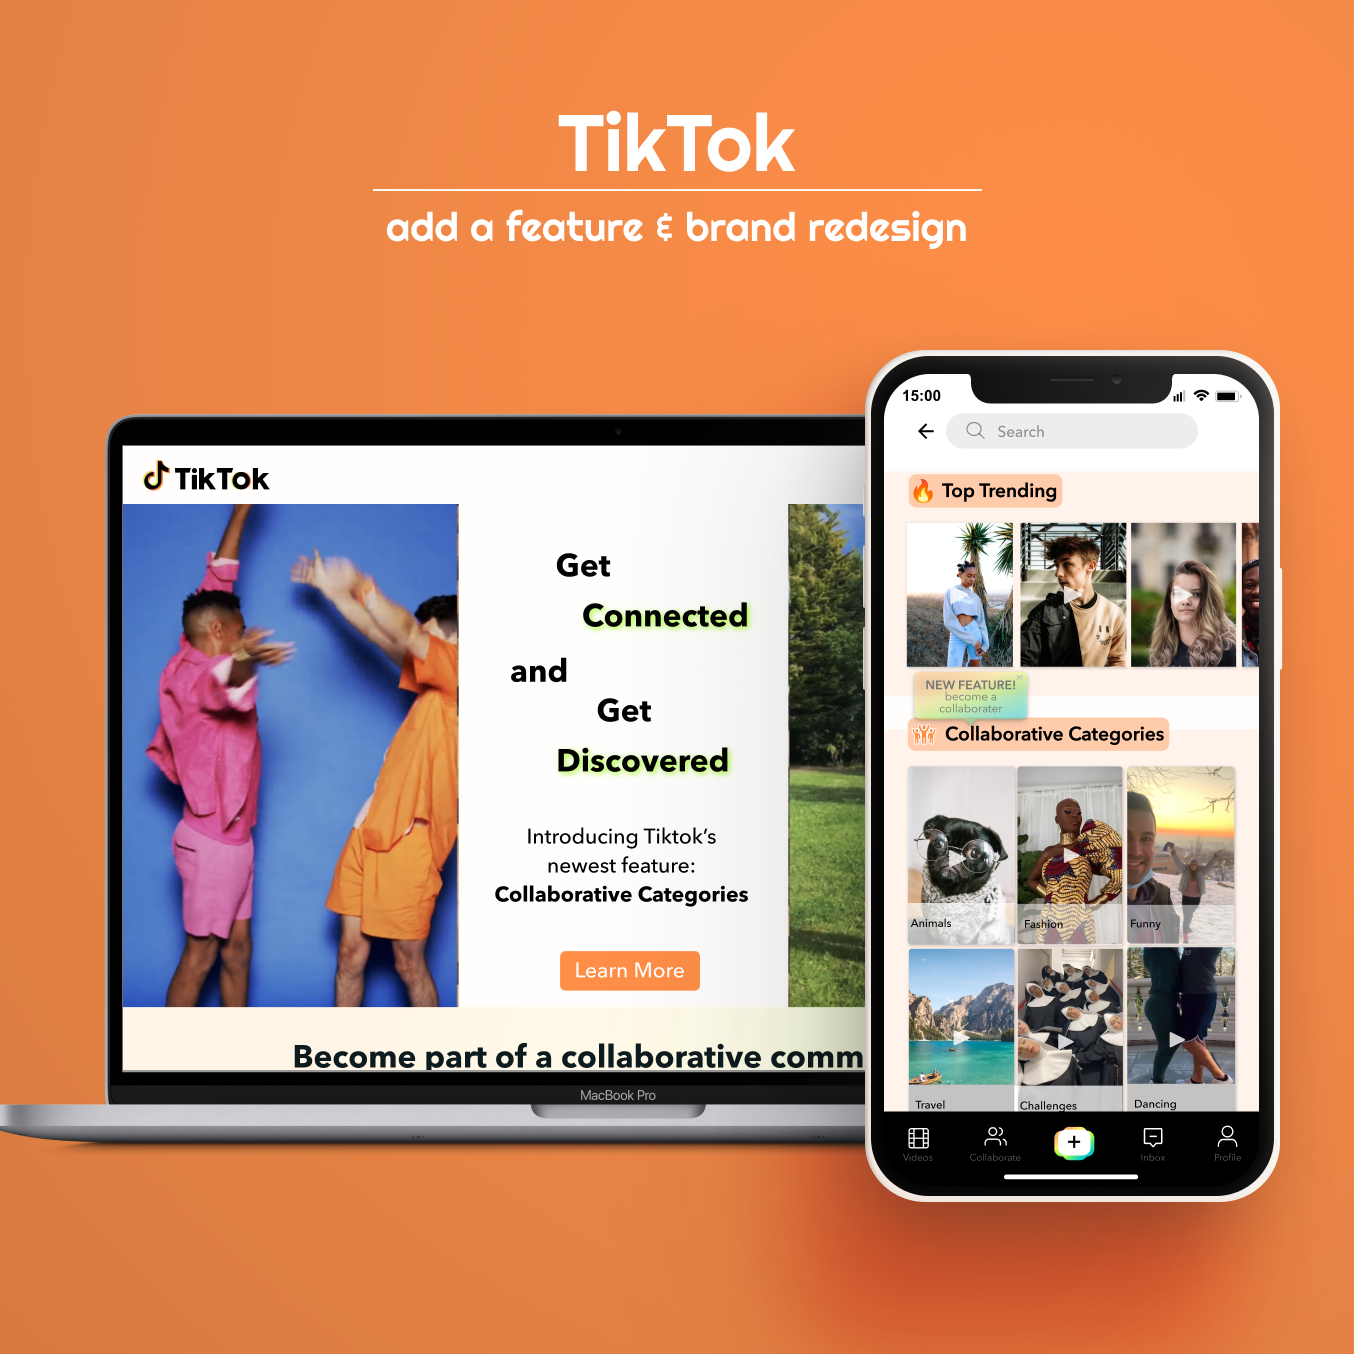 TikTok
add a feature & brand redesign
TikTok
Get
Connected
and
Get
Discovered
Introducing Tiktok’s
newest feature:
Collaborative Categories
Learn More
Become part of a collaborative comm
MacBook Pro
15:00
Search
Top Trending
NEW FEATURE!
become a
collaborater
Collaborative Categories
Animals
Fashion
Funny
Travel
Challenges
Dancing
Videos
Collaborate
Inbox
Profile